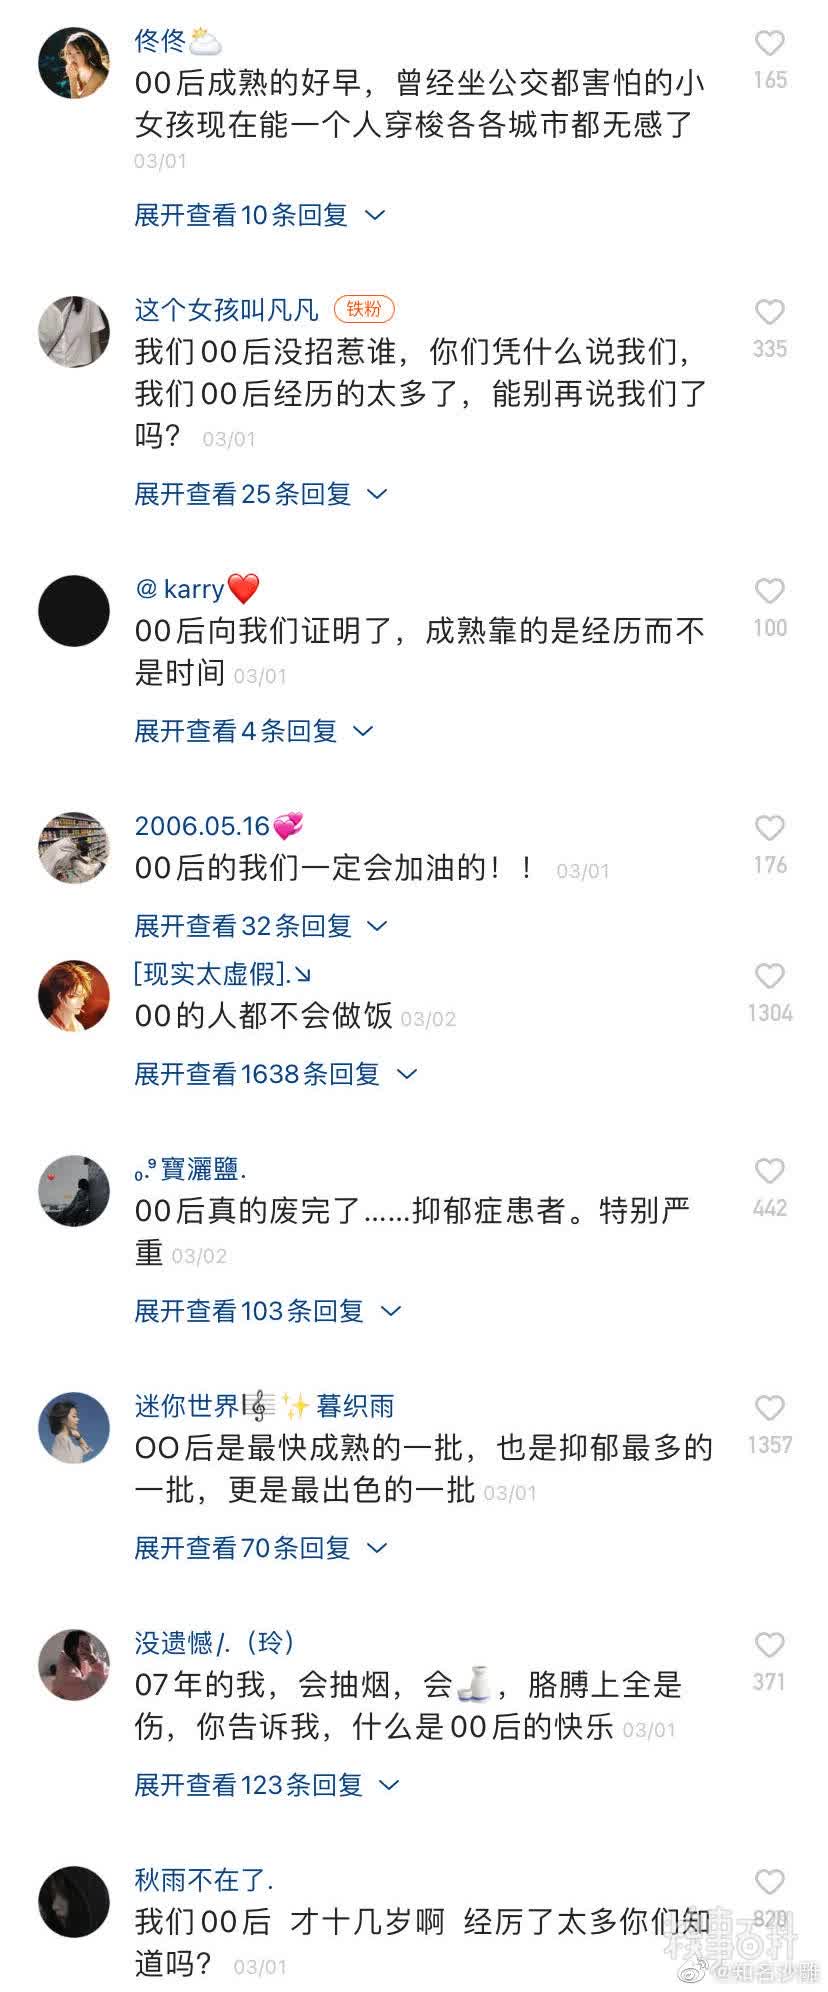 佟佟🌥️
165
00后成熟的好早，曾经坐公交都害怕的小
女孩现在能一个人穿梭各各城市都无感了
03/01
展开查看10条回复
这个女孩叫凡凡 铁粉
335
我们00后没招惹谁，你们凭什么说我们，
我们00后经历的太多了，能别再说我们了
吗？ 03/01
展开查看25条回复
@ karry❤️
100
00后向我们证明了，成熟靠的是经历而不
是时间 03/01
展开查看4条回复
2006.05.16💞
176
00后的我们一定会加油的！！ 03/01
展开查看32条回复
[现实太虚假].↘
1304
00的人都不会做饭 03/02
展开查看1638条回复
₀.⁹寶灑鹽.
442
00后真的废完了……抑郁症患者。特别严
重 03/02
展开查看103条回复
迷你世界🎼✨暮织雨
1357
OO后是最快成熟的一批，也是抑郁最多的
一批，更是最出色的一批 03/01
展开查看70条回复
没遗憾/.（玲）
371
07年的我，会抽烟，会🍶，胳膊上全是
伤，你告诉我，什么是00后的快乐 03/01
展开查看123条回复
秋雨不在了.
820
我们00后 才十几岁啊 经厉了太多你们知
道吗？ 03/01
糗事百科
@知名沙雕